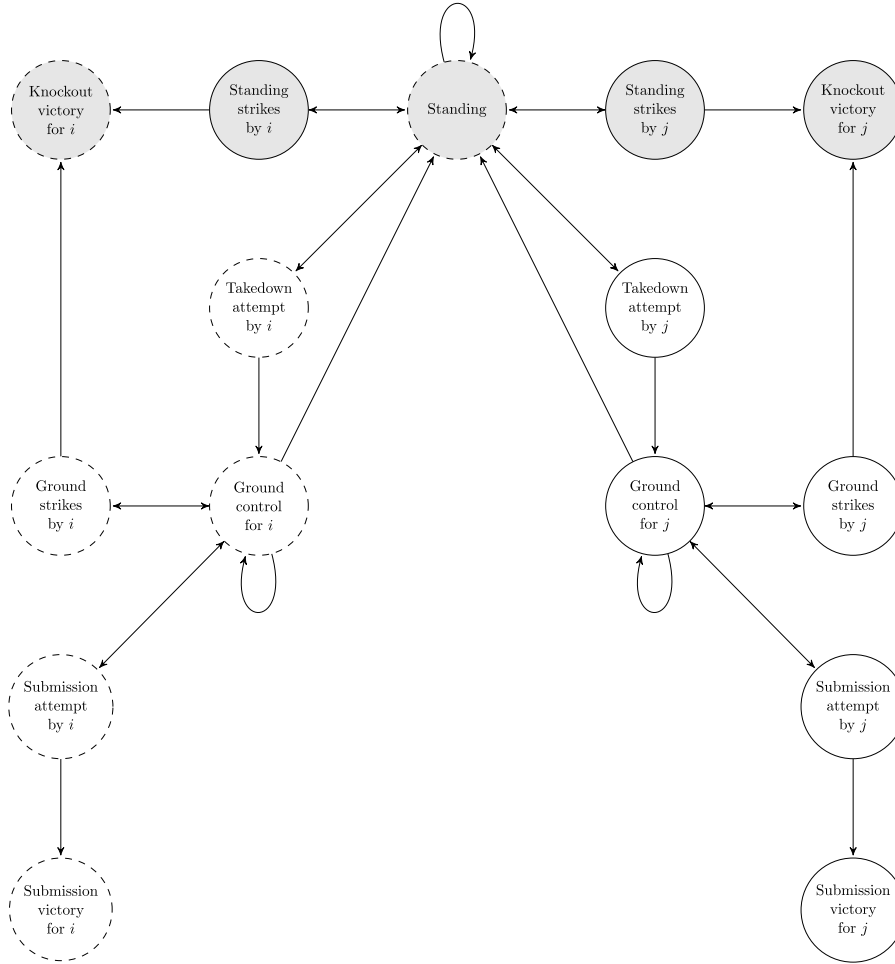 Knockout
victory
for i
Standing
strikes
by i
Standing
Standing
strikes
by j
Knockout
victory
for j
Takedown
attempt
by i
Takedown
attempt
by j
Ground
strikes
by i
Ground
control
for i
Ground
control
for j
Ground
strikes
by j
Submission
attempt
by i
Submission
attempt
by j
Submission
victory
for i
Submission
victory
for j